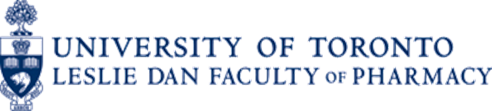 UNIVERSITY OF TORONTO
LESLIE DAN FACULTY OF PHARMACY